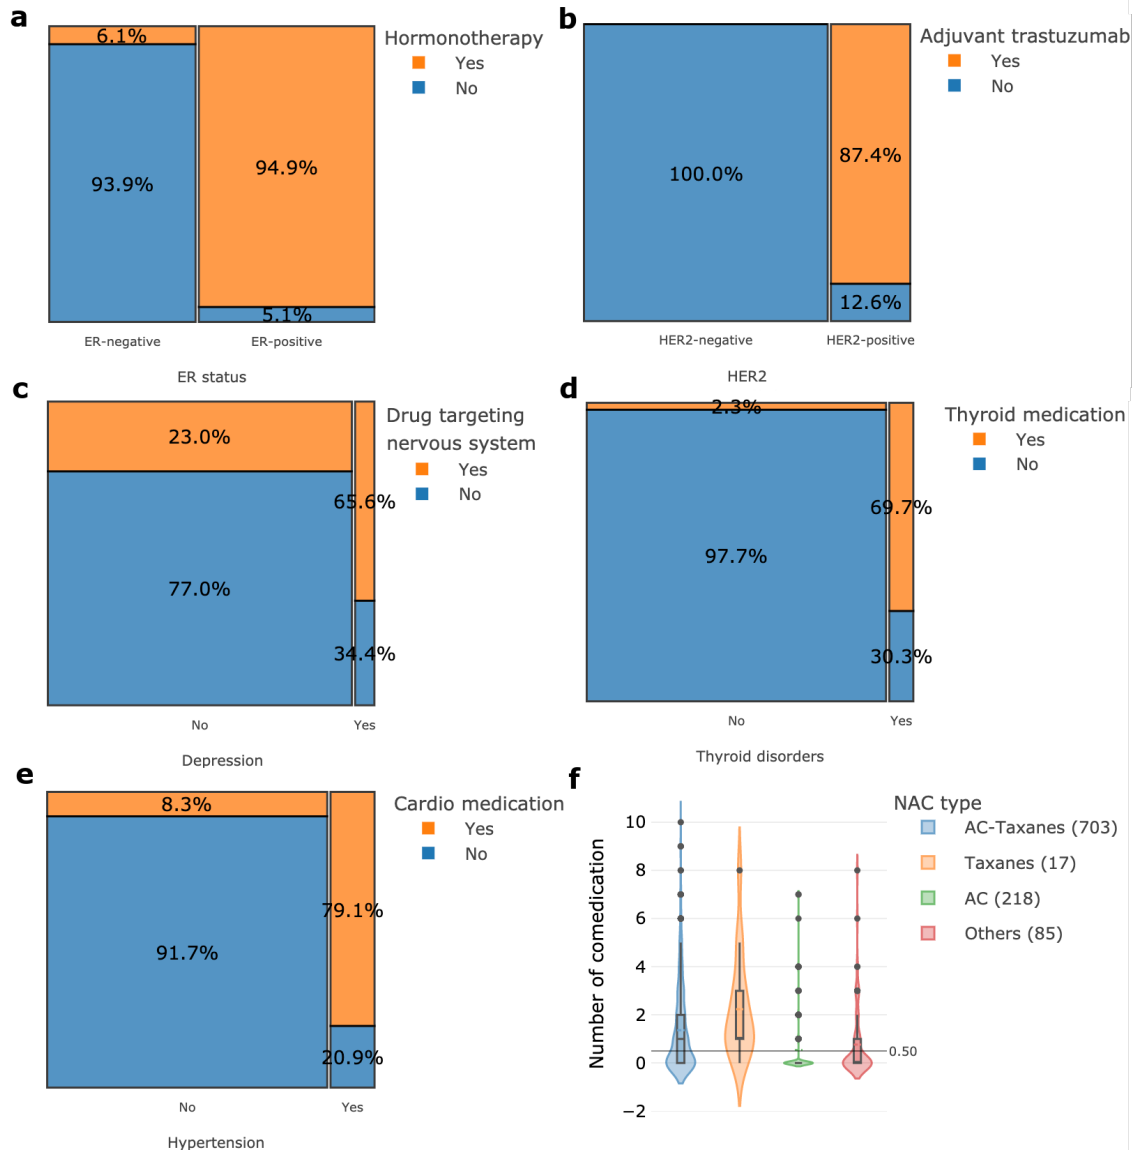 a
6.1%
93.9%
94.9%
5.1%
ER-negative
ER-positive
ER status
Hormonotherapy
Yes
No
b
100.0%
87.4%
12.6%
HER2-negative
HER2-positive
HER2
Adjuvant trastuzumab
Yes
No
c
23.0%
77.0%
65.6%
34.4%
No
Yes
Depression
Drug targeting
nervous system
Yes
No
d
2.3%
97.7%
69.7%
30.3%
No
Yes
Thyroid disorders
Thyroid medication
Yes
No
e
8.3%
91.7%
79.1%
20.9%
No
Yes
Hypertension
Cardio medication
Yes
No
f
Number of comedication
10
8
6
4
2
0
−2
0.50
NAC type
AC-Taxanes (703)
Taxanes (17)
AC (218)
Others (85)